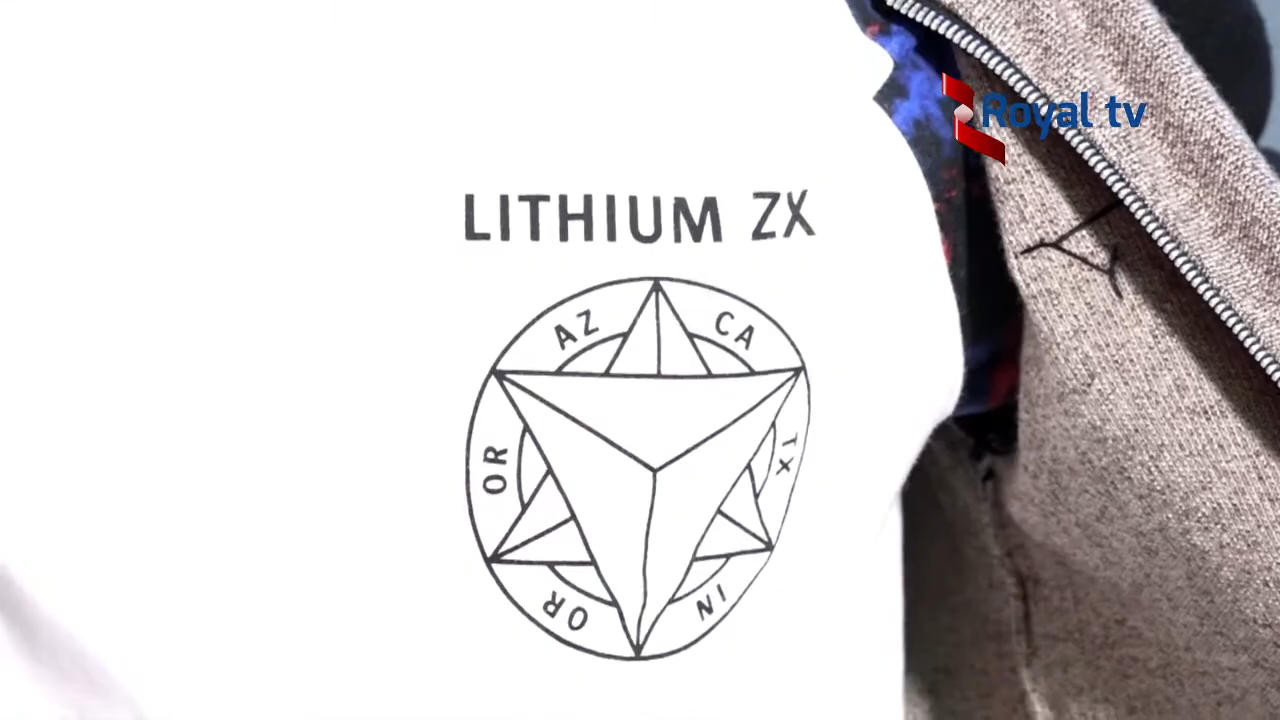 Royal tv
LITHIUM ZX
AZ
CA
OR
TX
OR
IN